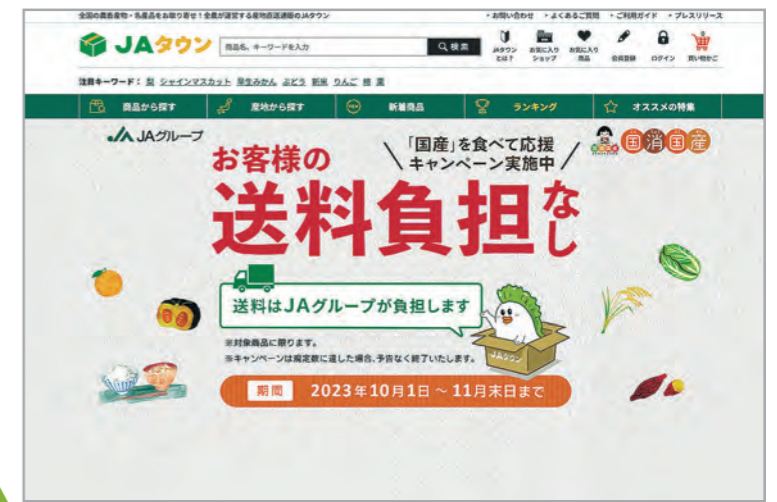 全国の農畜産物・名産品をお取り寄せ！全農が運営する産地直送通販のJAタウン
・お問い合わせ ・よくあるご質問 ・ご利用ガイド ・プレスリリース
JAタウン
商品名、キーワードを入力
検索
JAタウンとは？
お気に入りショップ
お気に入り商品
会員登録
ログイン
買い物かご
注目キーワード： 梨 シャインマスカット 早生みかん ぶどう 新米 りんご 柿 栗
商品から探す
産地から探す
NEW 新着商品
ランキング
オススメの特集
JAグループ
「国産」を食べて応援
キャンペーン実施中
国消国産
お客様の
送料負担なし
送料はJAグループが負担します
※対象商品に限ります。
※キャンペーンは規定数に達した場合、予告なく終了いたします。
JAタウン
期間 2023年10月1日～11月末日まで